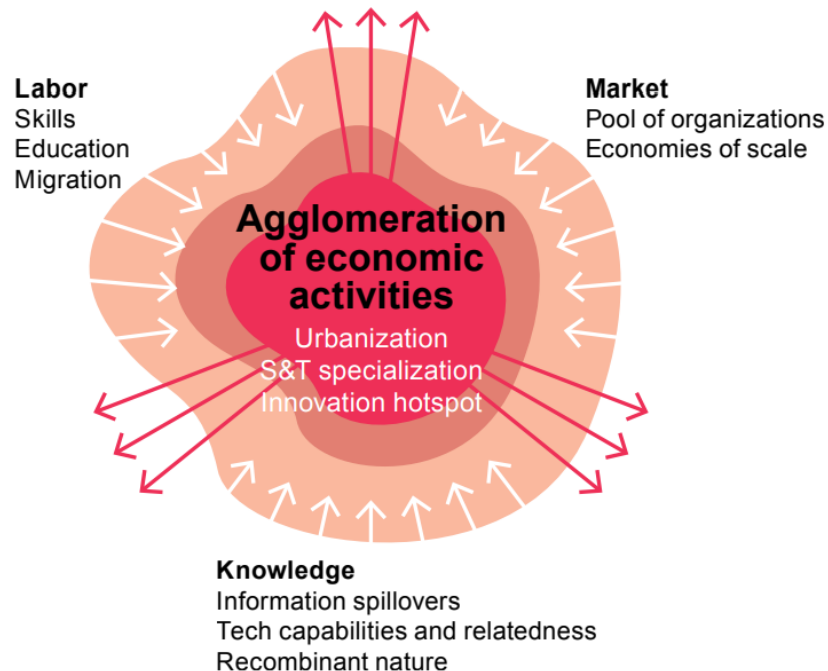 Labor
Skills
Education
Migration
Market
Pool of organizations
Economies of scale
Agglomeration
of economic
activities
Urbanization
S&T specialization
Innovation hotspot
Knowledge
Information spillovers
Tech capabilities and relatedness
Recombinant nature